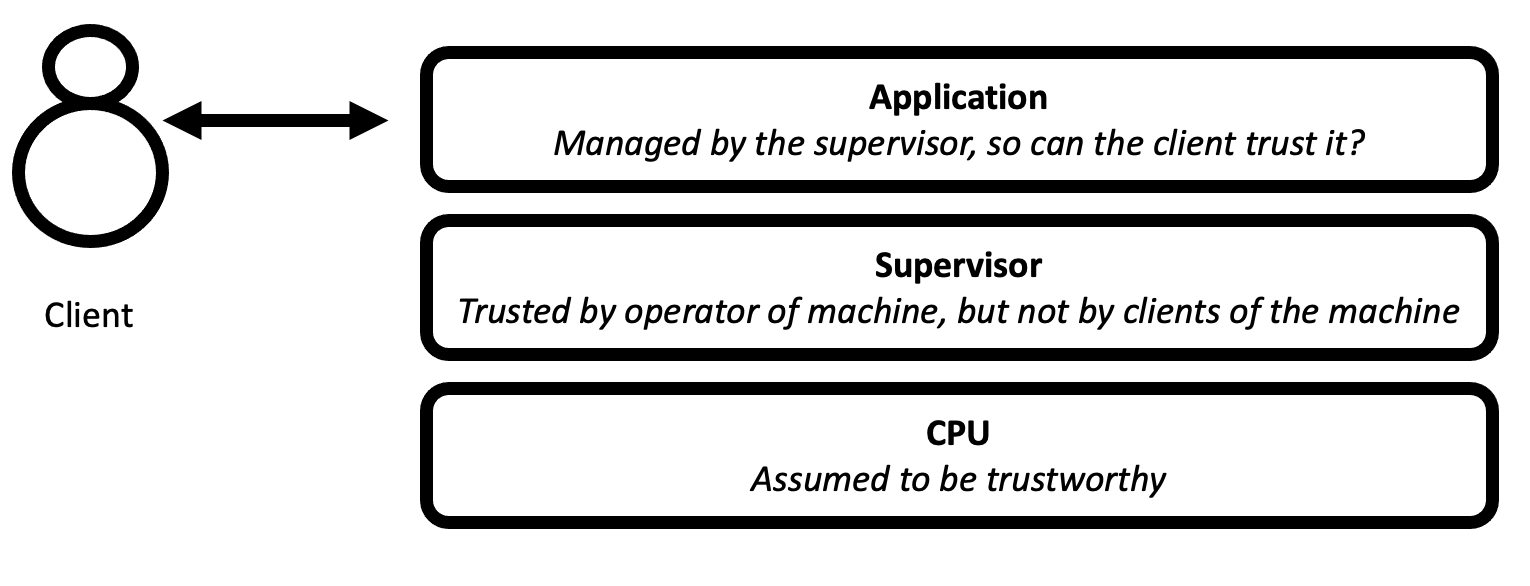 Application
Managed by the supervisor, so can the client trust it?
Supervisor
Trusted by operator of machine, but not by clients of the machine
Client
CPU
Assumed to be trustworthy